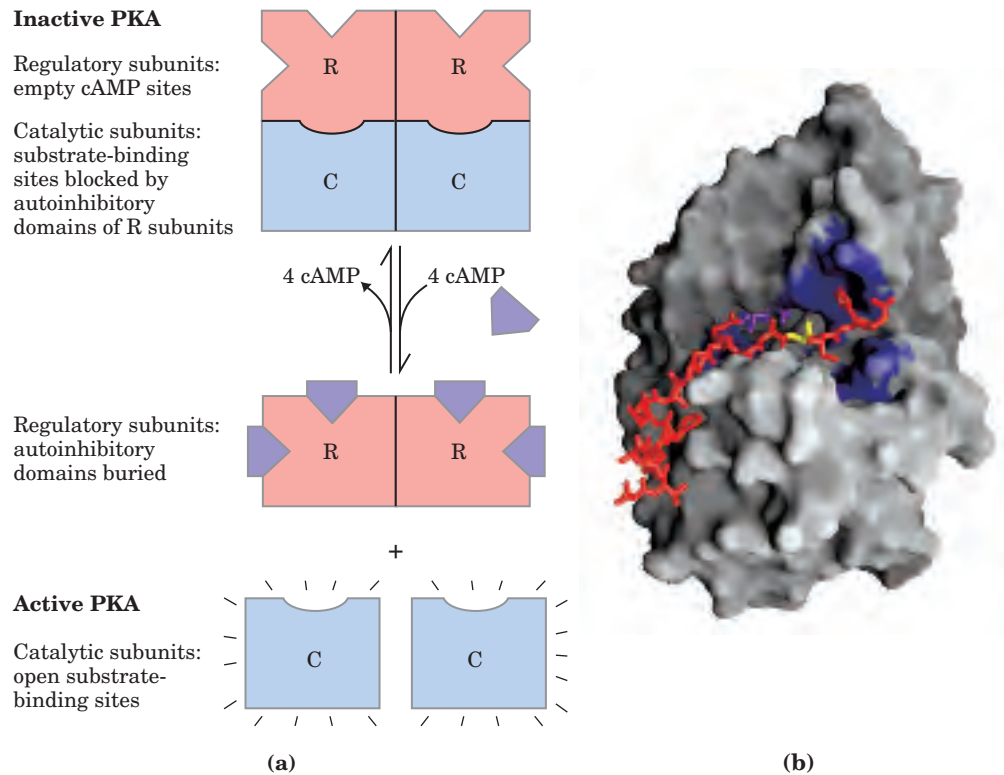 Inactive PKA
Regulatory subunits:
empty cAMP sites
Catalytic subunits:
substrate-binding
sites blocked by
autoinhibitory
domains of R subunits
R
R
C
C
4 cAMP
4 cAMP
Regulatory subunits:
autoinhibitory
domains buried
R
R
+
Active PKA
Catalytic subunits:
open substrate-
binding sites
C
C
(a)
(b)